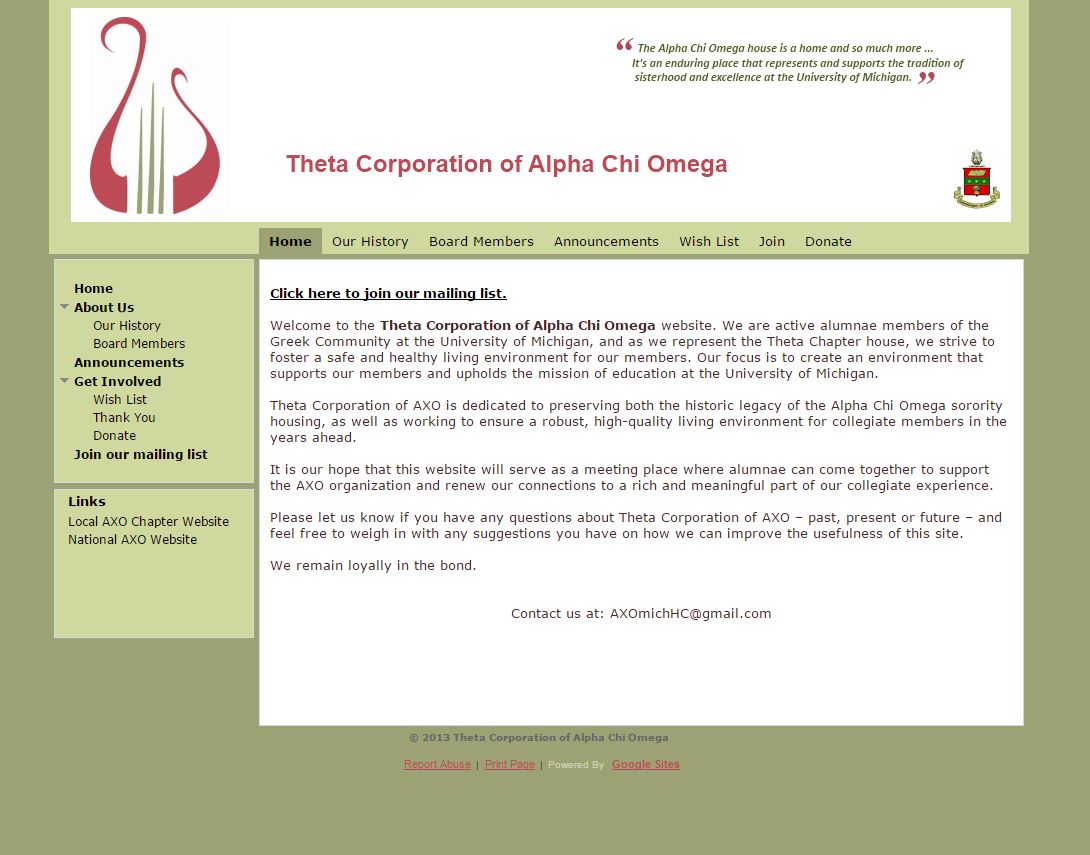 “ The Alpha Chi Omega house is a home and so much more ...
It's an enduring place that represents and supports the tradition of
sisterhood and excellence at the University of Michigan. ”
Theta Corporation of Alpha Chi Omega
Home Our History Board Members Announcements Wish List Join Donate
Home
About Us
Our History
Board Members
Announcements
Get Involved
Wish List
Thank You
Donate
Join our mailing list
Links
Local AXO Chapter Website
National AXO Website
Click here to join our mailing list.
Welcome to the Theta Corporation of Alpha Chi Omega website. We are active alumnae members of the
Greek Community at the University of Michigan, and as we represent the Theta Chapter house, we strive to
foster a safe and healthy living environment for our members. Our focus is to create an environment that
supports our members and upholds the mission of education at the University of Michigan.
Theta Corporation of AXO is dedicated to preserving both the historic legacy of the Alpha Chi Omega sorority
housing, as well as working to ensure a robust, high-quality living environment for collegiate members in the
years ahead.
It is our hope that this website will serve as a meeting place where alumnae can come together to support
the AXO organization and renew our connections to a rich and meaningful part of our collegiate experience.
Please let us know if you have any questions about Theta Corporation of AXO – past, present or future – and
feel free to weigh in with any suggestions you have on how we can improve the usefulness of this site.
We remain loyally in the bond.
Contact us at: AXOmichHC@gmail.com
© 2013 Theta Corporation of Alpha Chi Omega
Report Abuse | Print Page | Powered By Google Sites